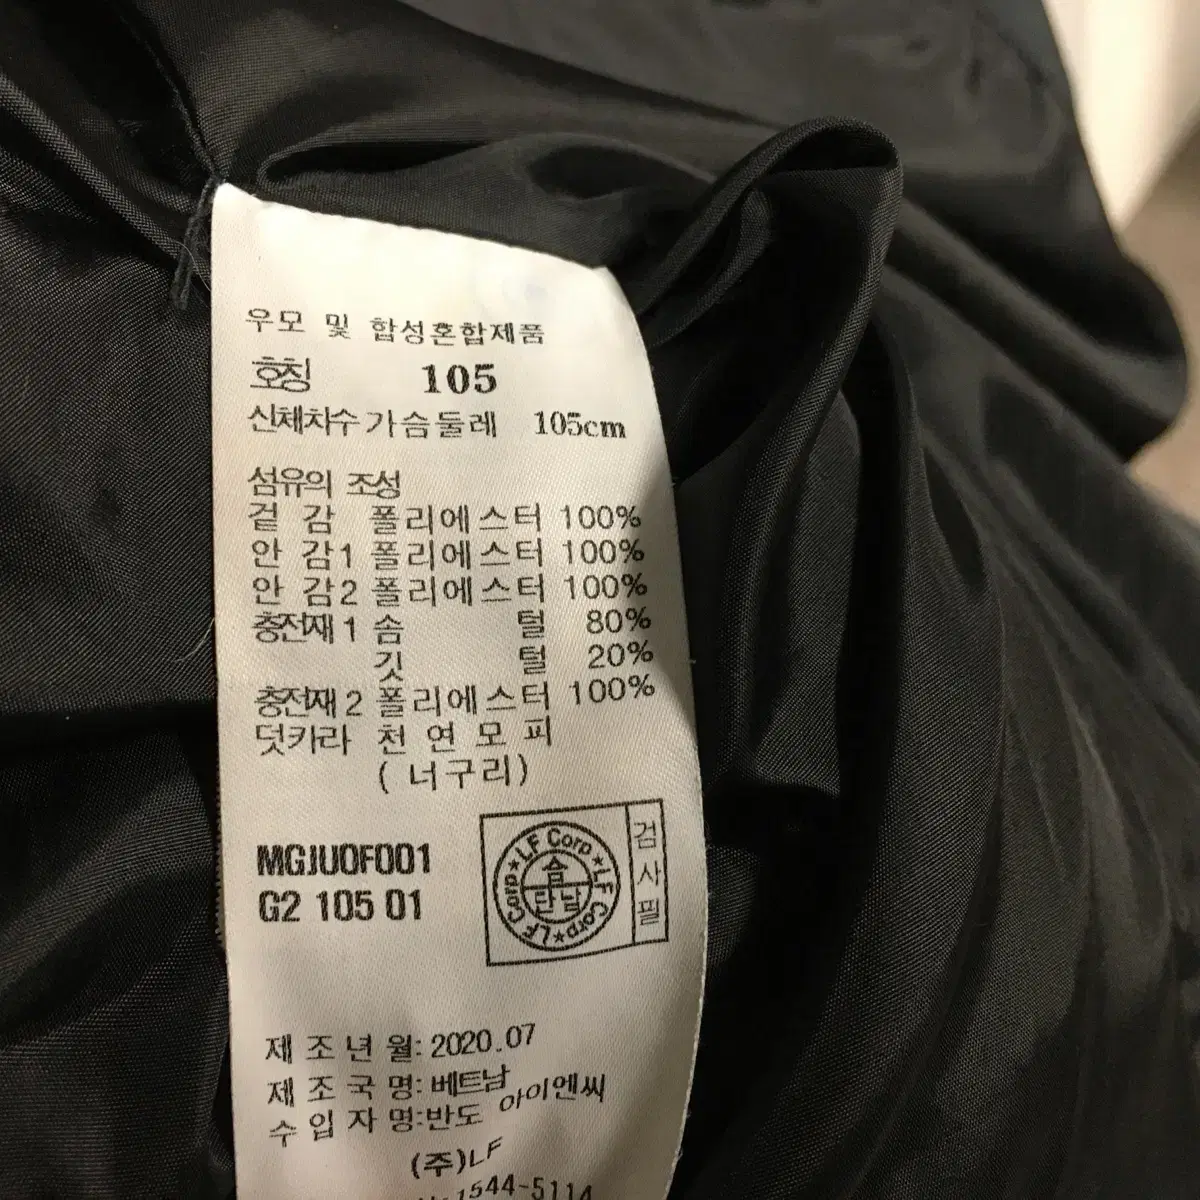 우모 및 합성혼합제품
호칭 105
신체치수 가슴둘레 105cm
섬유의 조성
겉 감 폴리에스터 100%
안 감1 폴리에스터 100%
안 감2 폴리에스터 100%
충전재1 솜 털 80%
깃 털 20%
충전재2 폴리에스터 100%
덧카라 천연모피
(너구리)
MGJU0F001
G2 105 01
LF Corp★LF Corp★LF Corp★
숨
단남
검사필
제조년월: 2020.07
제조국명: 베트남
수입자명: 반도 아이엔씨
(주)LF
1544-5114